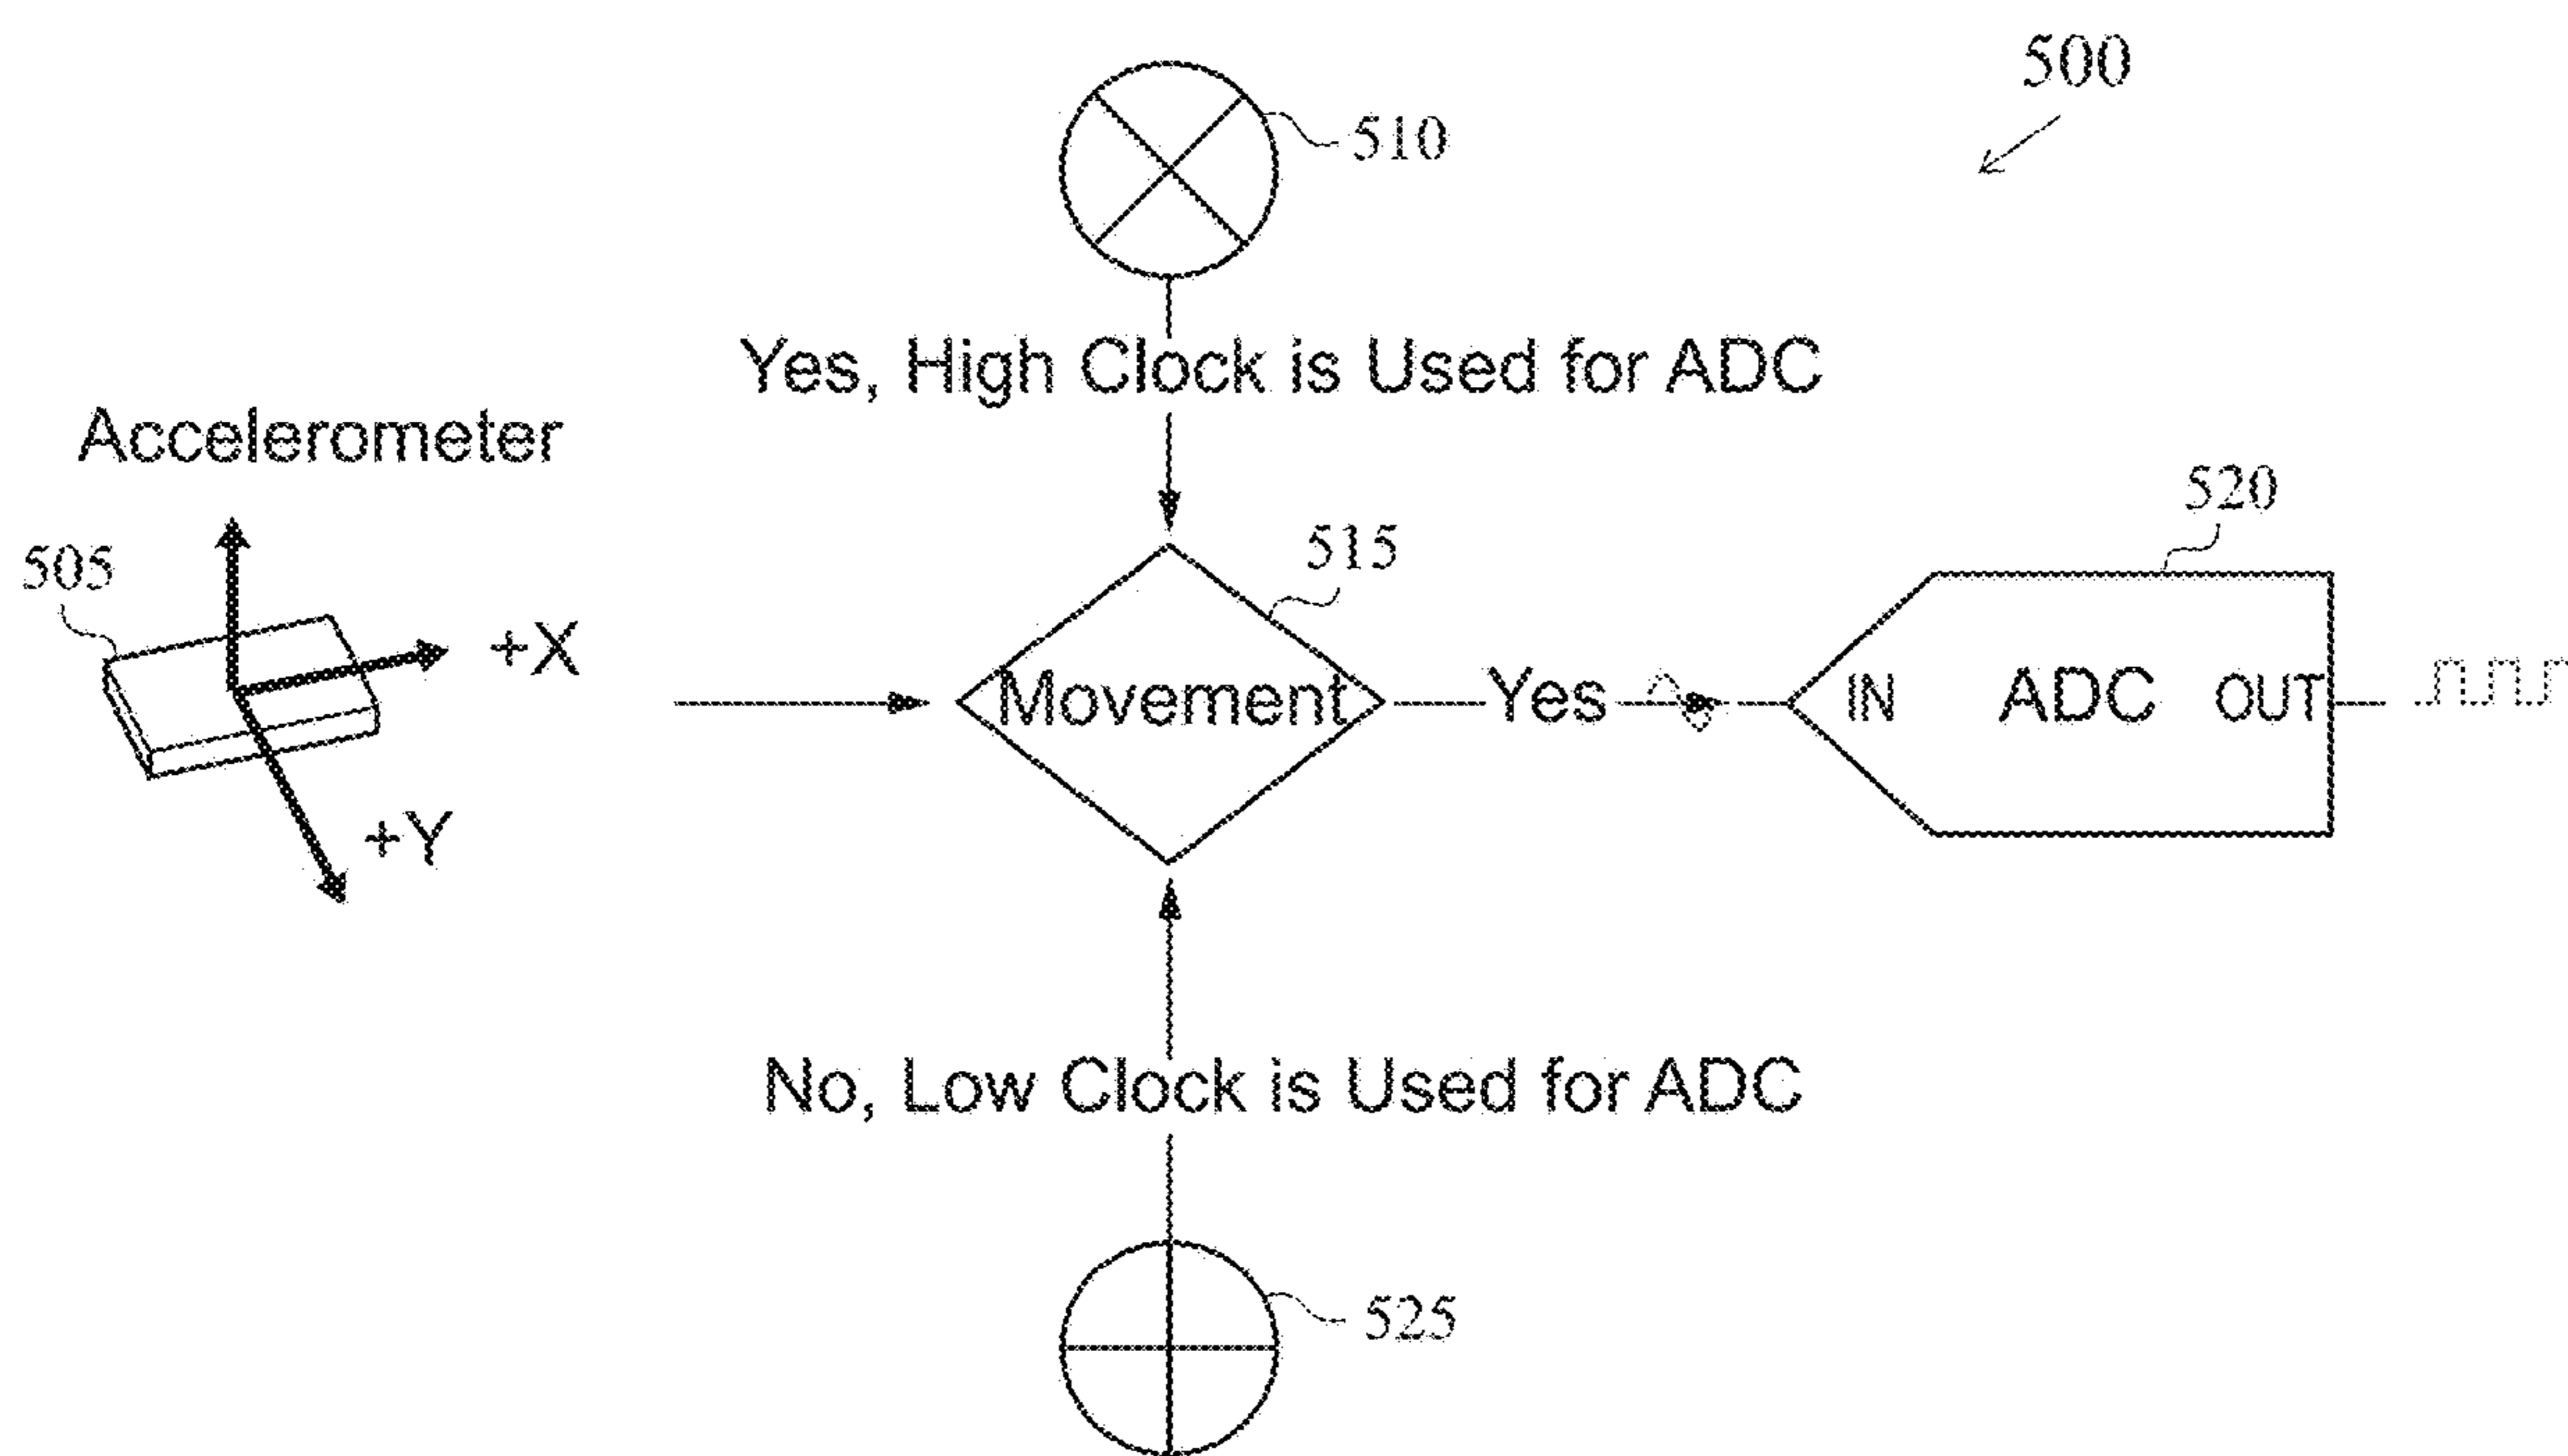 500
510
Yes, High Clock is Used for ADC
Accelerometer
505
+X
+Y
515
Movement
Yes
520
IN ADC OUT
No, Low Clock is Used for ADC
525